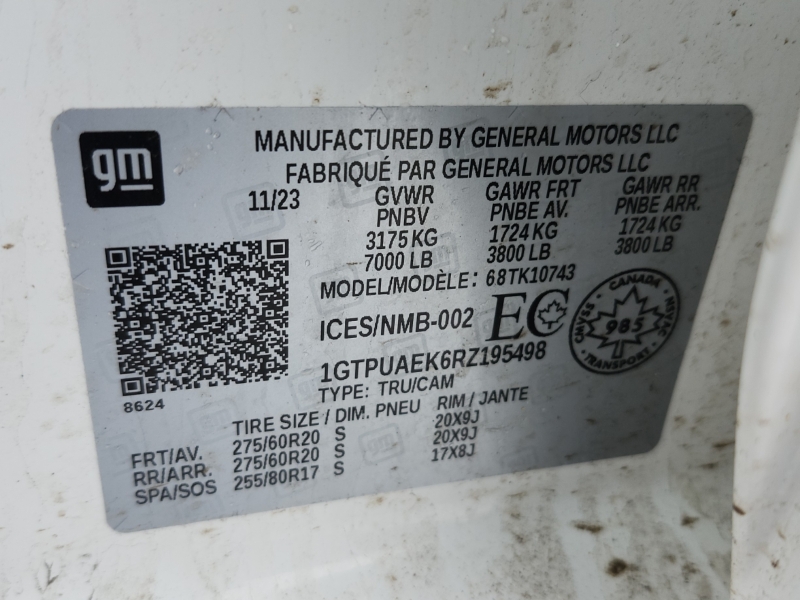 gm
MANUFACTURED BY GENERAL MOTORS LLC
FABRIQUÉ PAR GENERAL MOTORS LLC
11/23 GVWR GAWR FRT GAWR RR
PNBV PNBE AV. PNBE ARR.
3175 KG 1724 KG 1724 KG
7000 LB 3800 LB 3800 LB
MODEL/MODÈLE: 68TK10743
ICES/NMB-002 EC
CANADA
CMVSS 985 NSVAC
TRANSPORT
1GTPUAEK6RZ195498
TYPE: TRU/CAM
8624
TIRE SIZE / DIM. PNEU RIM / JANTE
FRT/AV. 275/60R20 S 20X9J
RR/ARR. 275/60R20 S 20X9J
SPA/SOS 255/80R17 S 17X8J